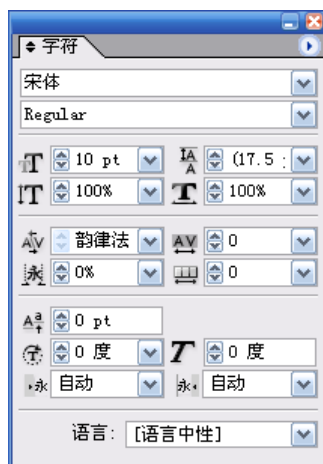 字符
宋体
Regular
10 pt (17.5 :
100% 100%
韵律法 0
0% 0
0 pt
0 度 0 度
自动 自动
语言: [语言中性]